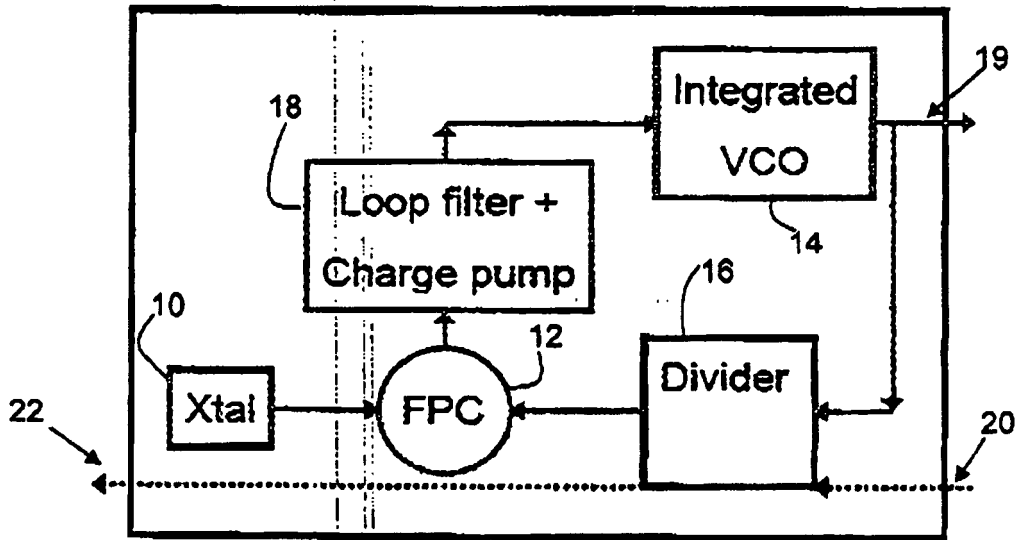 19
Integrated
VCO
14
18
Loop filter +
Charge pump
16
10
12
Xtal
FPC
Divider
22
20